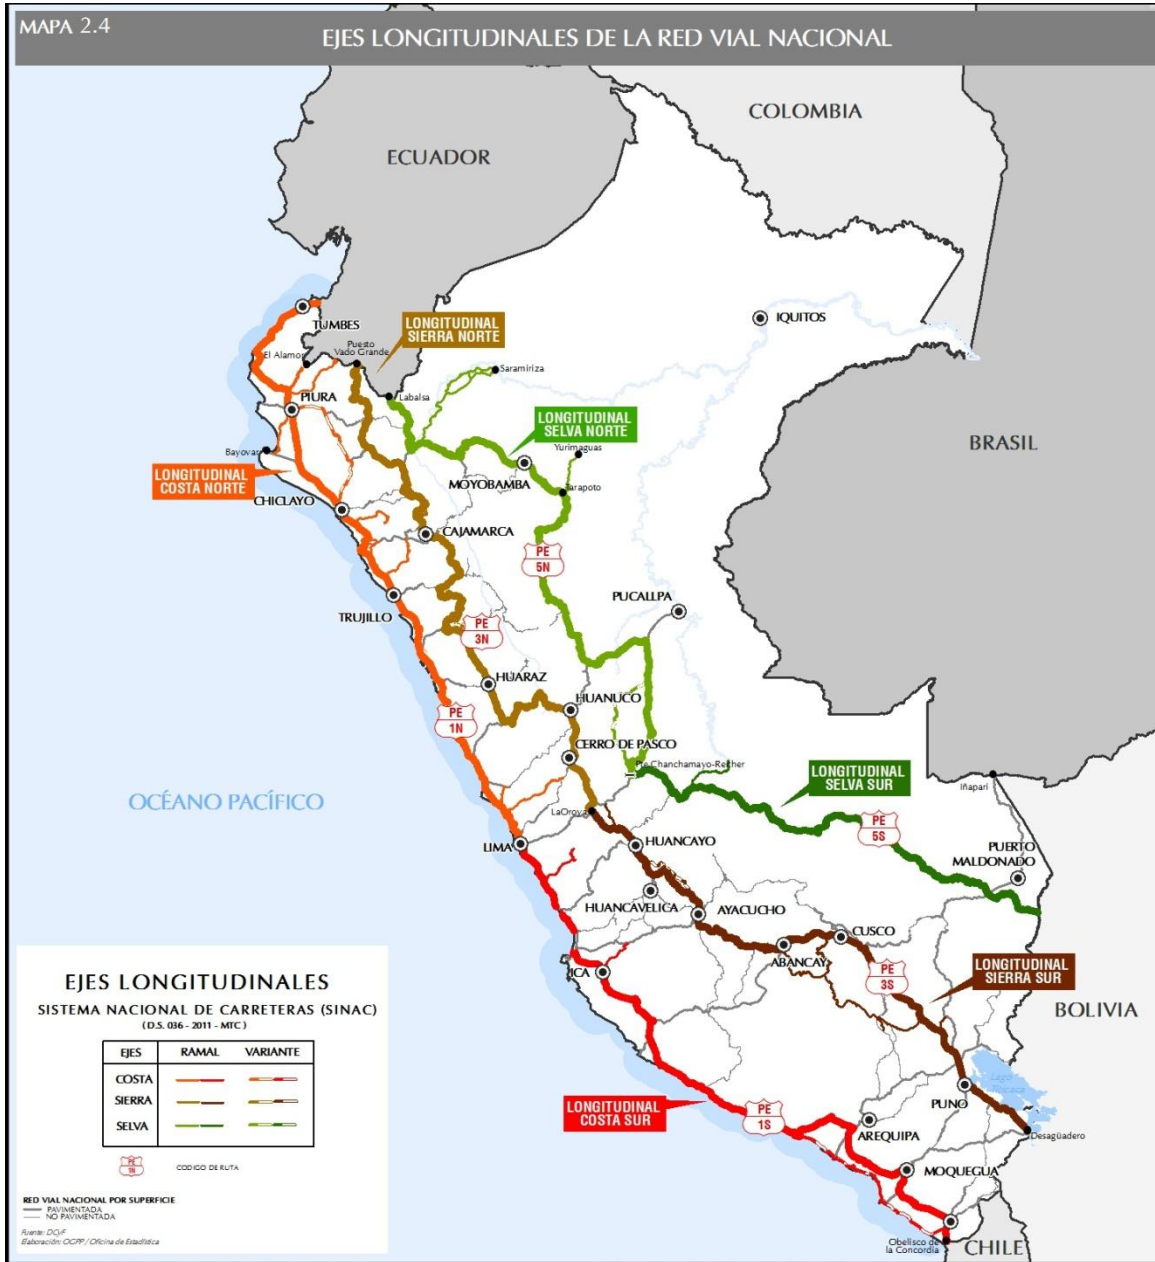 MAPA 2.4
EJES LONGITUDINALES DE LA RED VIAL NACIONAL
COLOMBIA
ECUADOR
IQUITOS
TUMBES
LONGITUDINAL
SIERRA NORTE
Puesto
Vado Grande
El Alamor
Saramiriza
Labalsa
PIURA
LONGITUDINAL
SELVA NORTE
BRASIL
Bayovar
Yurimaguas
LONGITUDINAL
COSTA NORTE
MOYOBAMBA
Tarapoto
CHICLAYO
CAJAMARCA
PE
5N
PUCALLPA
TRUJILLO
PE
3N
HUARAZ
HUANUCO
PE
1N
CERRO DE PASCO
Pte.Chanchamayo-Reither
LONGITUDINAL
SELVA SUR
Iñapari
OCÉANO PACÍFICO
LaOroya
PE
5S
LIMA
HUANCAYO
PUERTO
MALDONADO
HUANCAVELICA
AYACUCHO
CUSCO
ABANCAY
ICA
PE
3S
LONGITUDINAL
SIERRA SUR
BOLIVIA
EJES LONGITUDINALES
SISTEMA NACIONAL DE CARRETERAS (SINAC)
( D.S. 036 - 2011 - MTC )
EJES RAMAL VARIANTE
COSTA
SIERRA
SELVA
PE
1N
CODIGO DE RUTA
RED VIAL NACIONAL POR SUPERFICIE
PAVIMENTADA
NO PAVIMENTADA
Fuente: DGyF
Elaboración: OGPP / Oficina de Estadística
Lago
PUNO
LONGITUDINAL
COSTA SUR
PE
1S
AREQUIPA
Desagüadero
MOQUEGUA
Obelisco de
la Concordia
CHILE